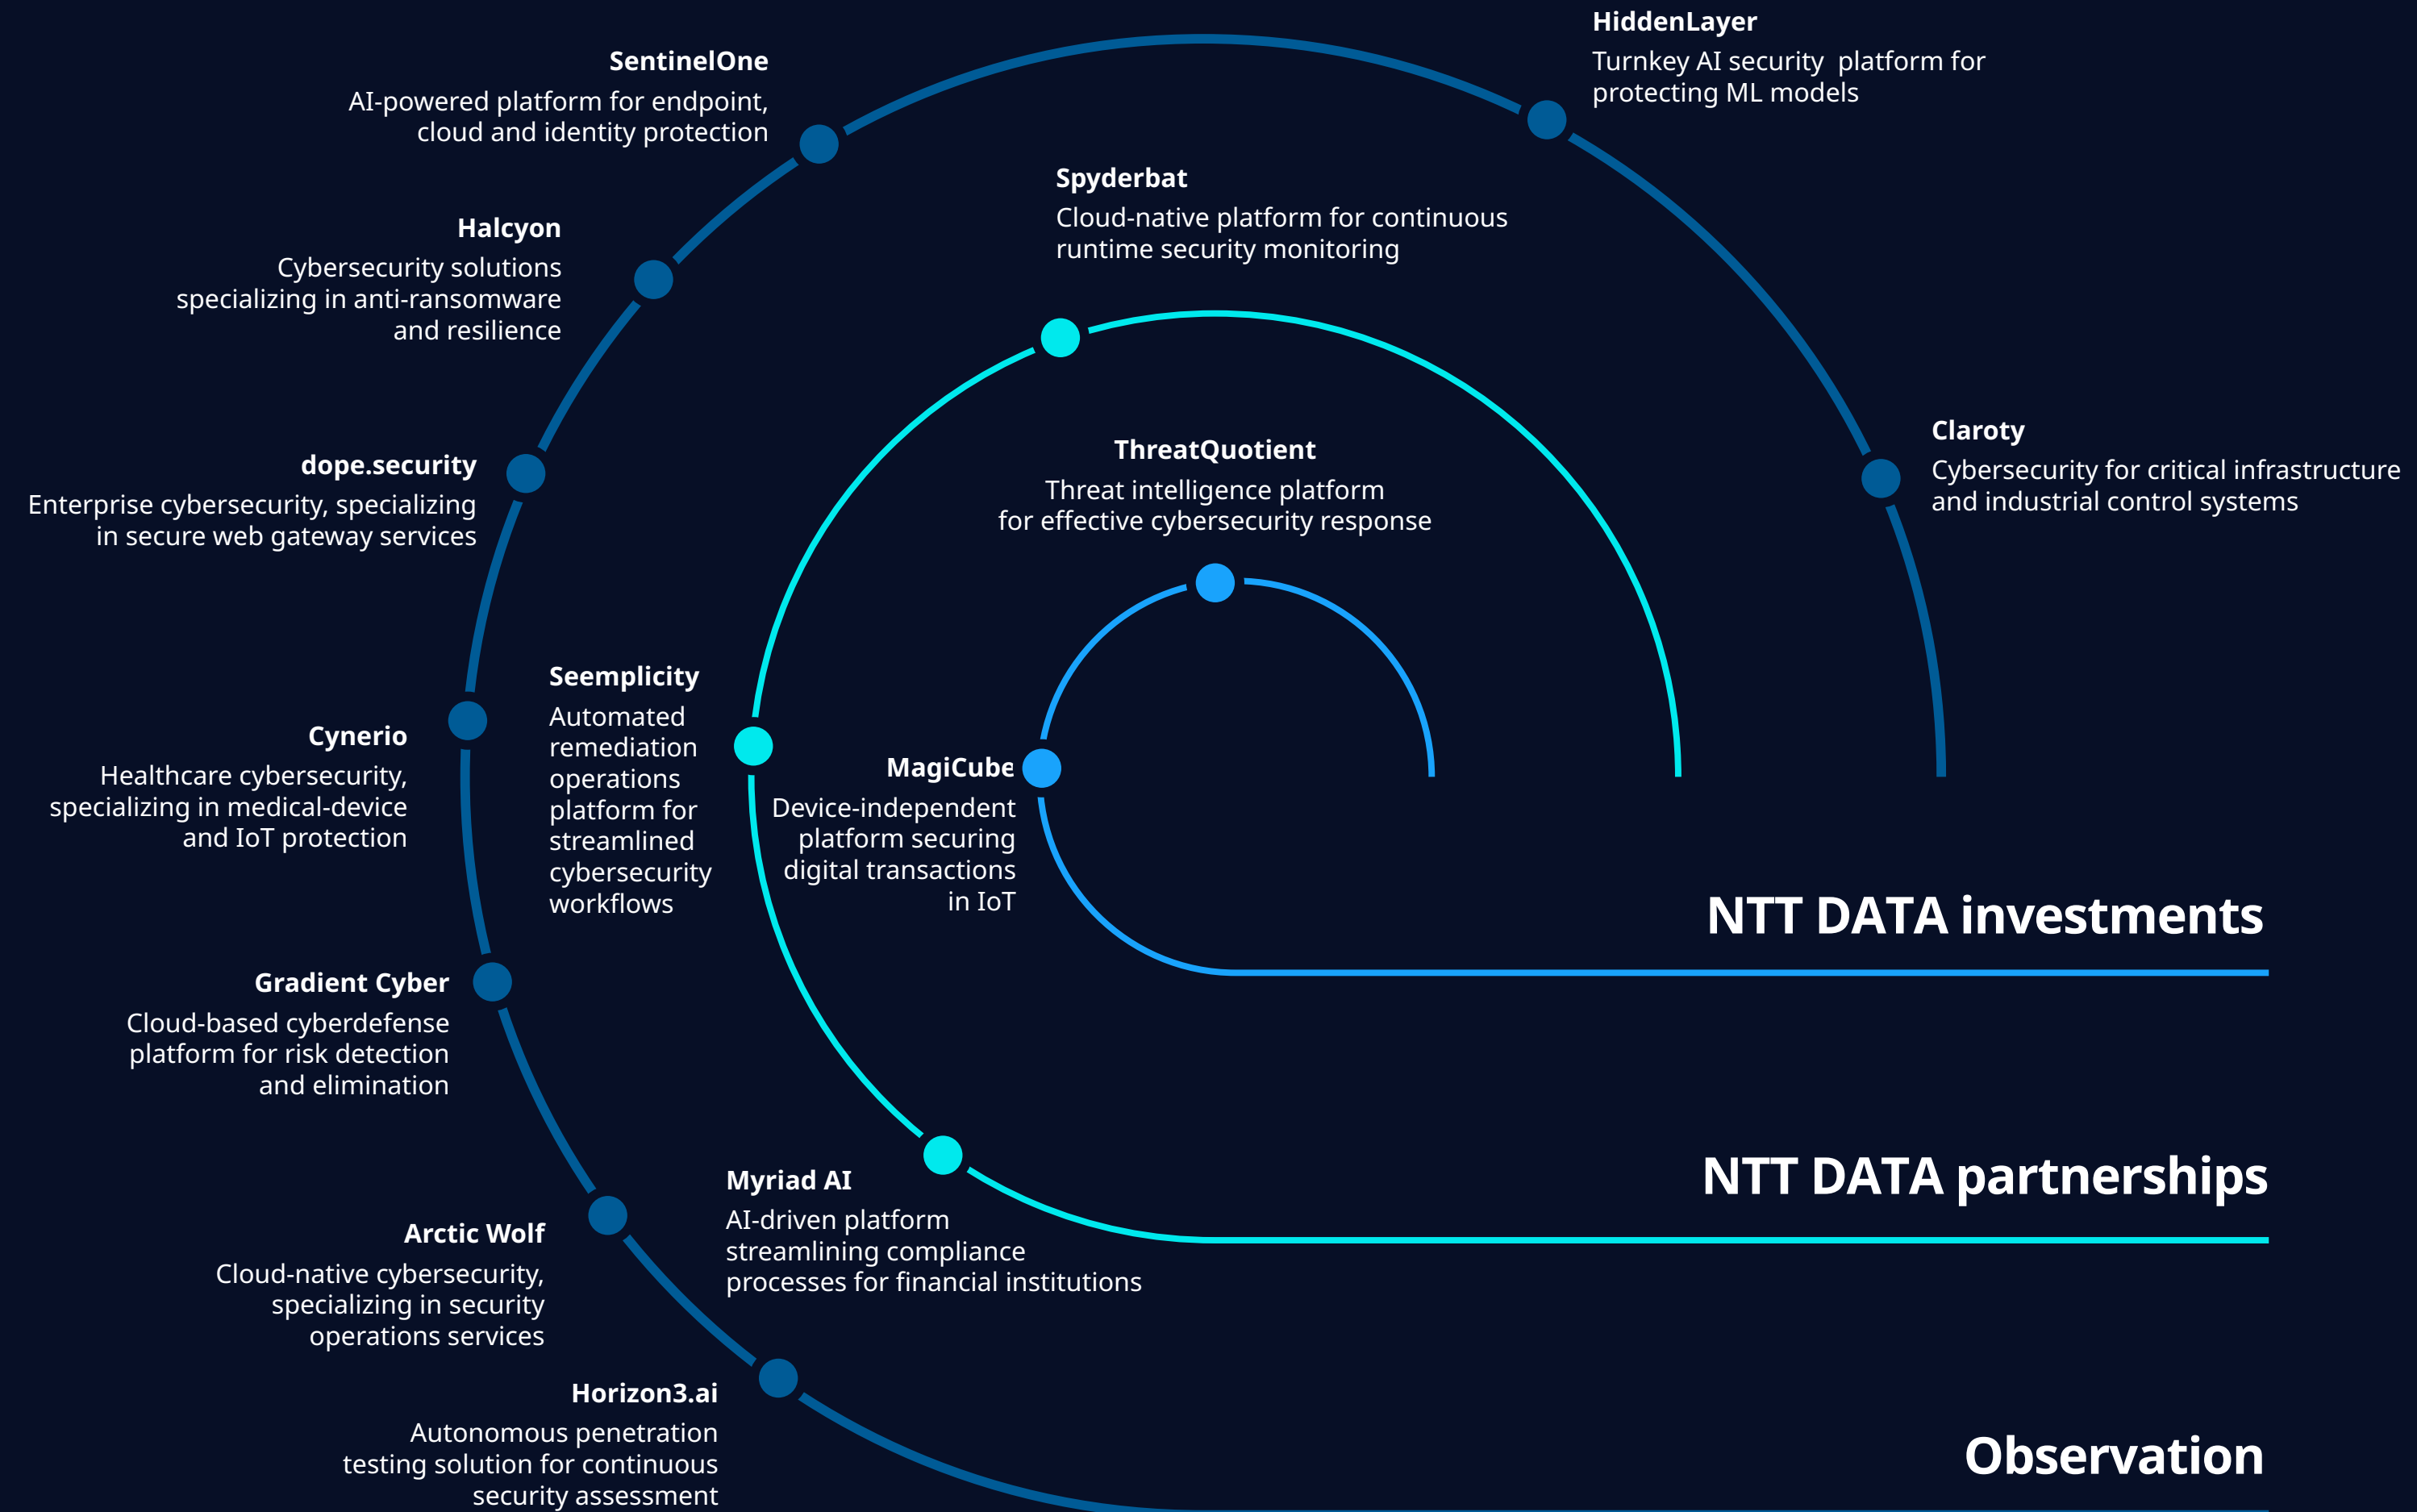 HiddenLayer
Turnkey AI security platform for
protecting ML models
SentinelOne
AI-powered platform for endpoint,
cloud and identity protection
Spyderbat
Cloud-native platform for continuous
runtime security monitoring
Halcyon
Cybersecurity solutions
specializing in anti-ransomware
and resilience
Claroty
Cybersecurity for critical infrastructure
and industrial control systems
ThreatQuotient
Threat intelligence platform
for effective cybersecurity response
dope.security
Enterprise cybersecurity, specializing
in secure web gateway services
Seemplicity
Automated
remediation
operations
platform for
streamlined
cybersecurity
workflows
Cynerio
Healthcare cybersecurity,
specializing in medical-device
and IoT protection
MagiCube
Device-independent
platform securing
digital transactions
in IoT
NTT DATA investments
Gradient Cyber
Cloud-based cyberdefense
platform for risk detection
and elimination
NTT DATA partnerships
Myriad AI
AI-driven platform
streamlining compliance
processes for financial institutions
Arctic Wolf
Cloud-native cybersecurity,
specializing in security
operations services
Horizon3.ai
Autonomous penetration
testing solution for continuous
security assessment
Observation